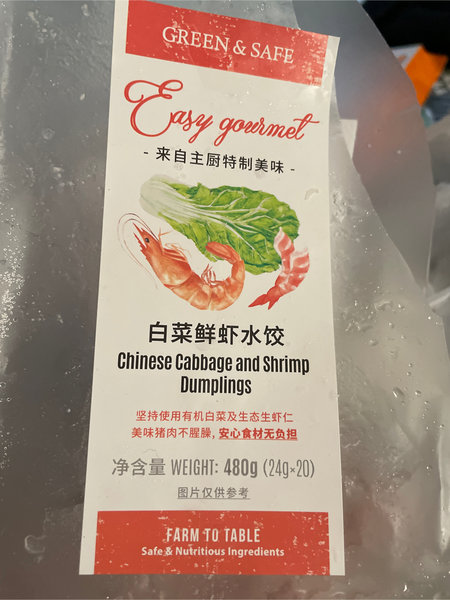 GREEN & SAFE
Easy gourmet
- 来自主厨特制美味 -
白菜鲜虾水饺
Chinese Cabbage and Shrimp
Dumplings
坚持使用有机白菜及生态生虾仁
美味猪肉不腥臊,安心食材无负担
净含量 WEIGHT: 480g (24g×20)
图片仅供参考
FARM TO TABLE
Safe & Nutritious Ingredients